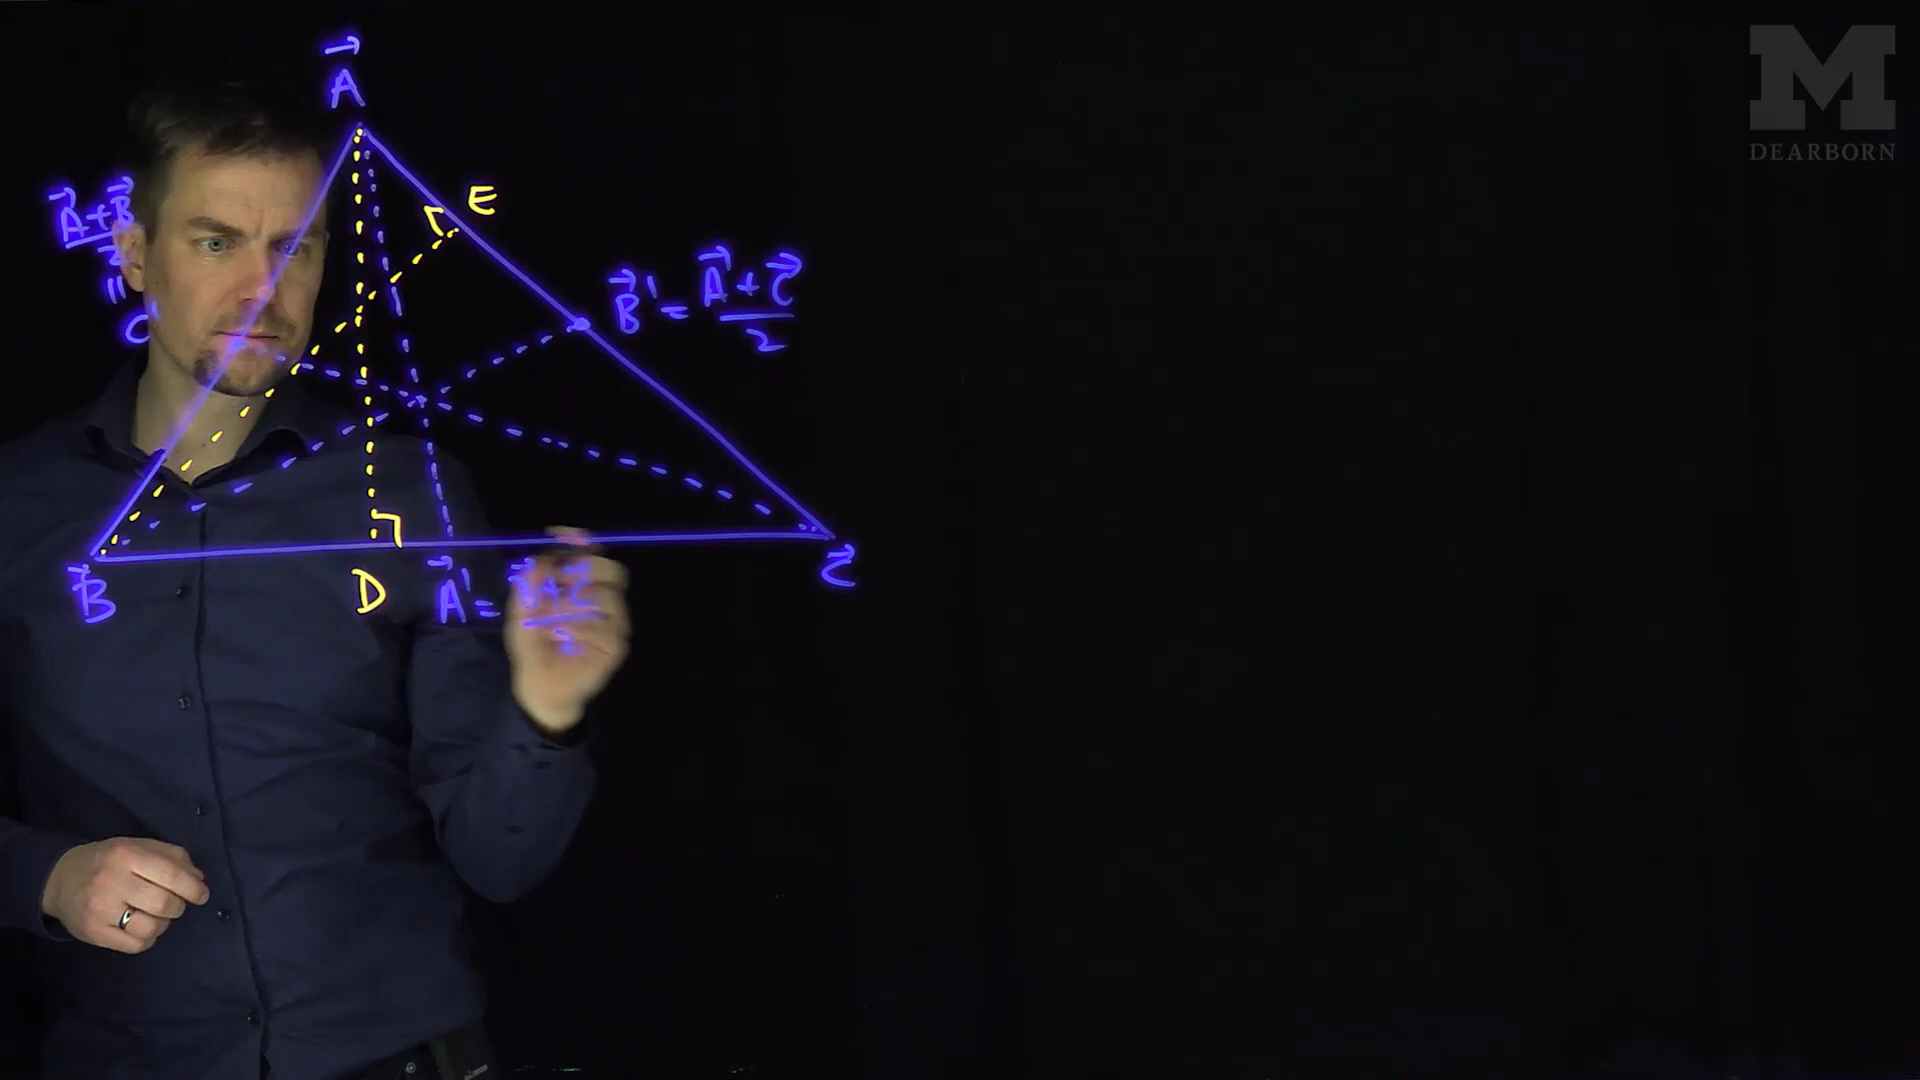 A⃗
A⃗+B⃗
2
=
C'
E
B⃗' = A⃗+C⃗
2
B⃗
D
A⃗' = B⃗+C⃗
2
C⃗
M
DEARBORN